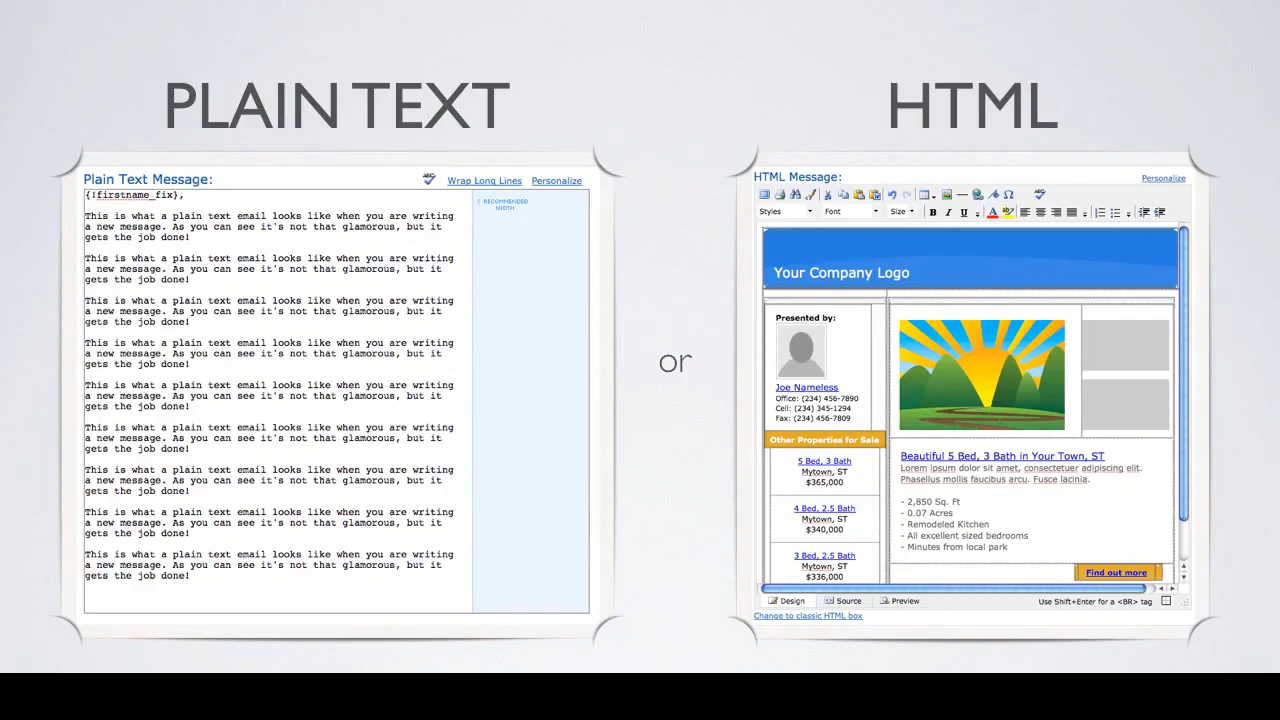 PLAIN TEXT
Plain Text Message:
Wrap Long Lines
Personalize
{!firstname_fix},
This is what a plain text email looks like when you are writing
a new message. As you can see it's not that glamorous, but it
gets the job done!
This is what a plain text email looks like when you are writing
a new message. As you can see it's not that glamorous, but it
gets the job done!
This is what a plain text email looks like when you are writing
a new message. As you can see it's not that glamorous, but it
gets the job done!
This is what a plain text email looks like when you are writing
a new message. As you can see it's not that glamorous, but it
gets the job done!
This is what a plain text email looks like when you are writing
a new message. As you can see it's not that glamorous, but it
gets the job done!
This is what a plain text email looks like when you are writing
a new message. As you can see it's not that glamorous, but it
gets the job done!
This is what a plain text email looks like when you are writing
a new message. As you can see it's not that glamorous, but it
gets the job done!
This is what a plain text email looks like when you are writing
a new message. As you can see it's not that glamorous, but it
gets the job done!
This is what a plain text email looks like when you are writing
a new message. As you can see it's not that glamorous, but it
gets the job done!
< RECOMMENDED
WIDTH
or
HTML
HTML Message:
Personalize
Styles
Font
Size
B I U
Your Company Logo
Presented by:
Joe Nameless
Office: (234) 456-7890
Cell: (234) 345-1294
Fax: (234) 456-7809
Other Properties for Sale
5 Bed, 3 Bath
Mytown, ST
$365,000
4 Bed, 2.5 Bath
Mytown, ST
$340,000
3 Bed, 2.5 Bath
Mytown, ST
$336,000
Beautiful 5 Bed, 3 Bath in Your Town, ST
Lorem ipsum dolor sit amet, consectetuer adipiscing elit.
Phasellus mollis faucibus arcu. Fusce lacinia.
- 2,850 Sq. Ft
- 0.07 Acres
- Remodeled Kitchen
- All excellent sized bedrooms
- Minutes from local park
Find out more
Design
Source
Preview
Use Shift+Enter for a <BR> tag
Change to classic HTML box